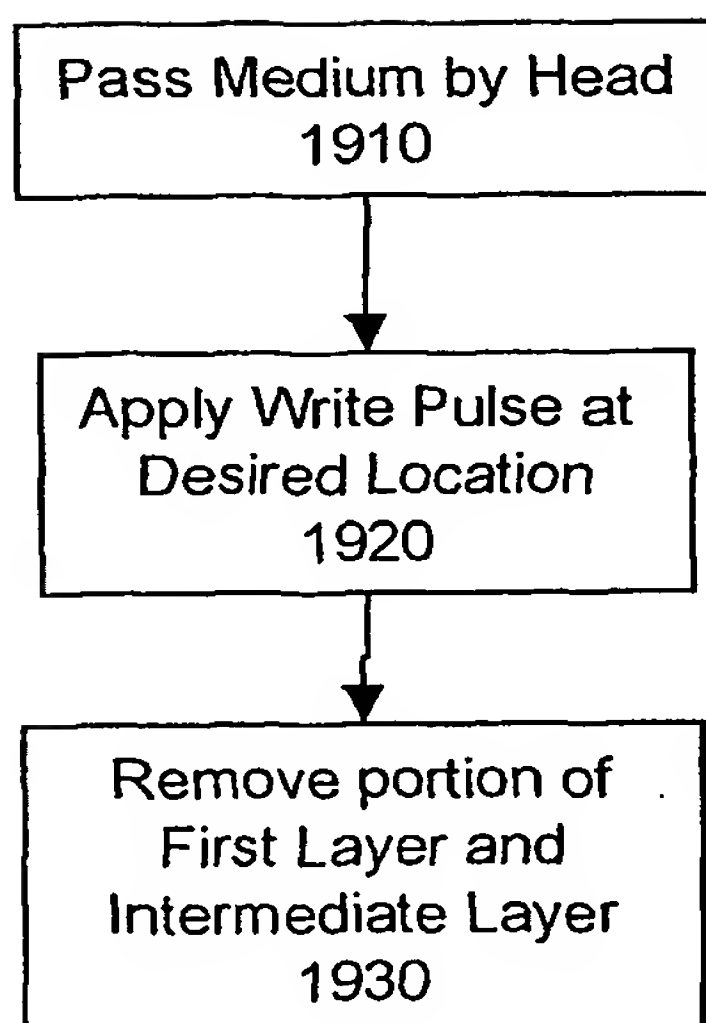 Pass Medium by Head
1910
Apply Write Pulse at
Desired Location
1920
Remove portion of
First Layer and
Intermediate Layer
1930